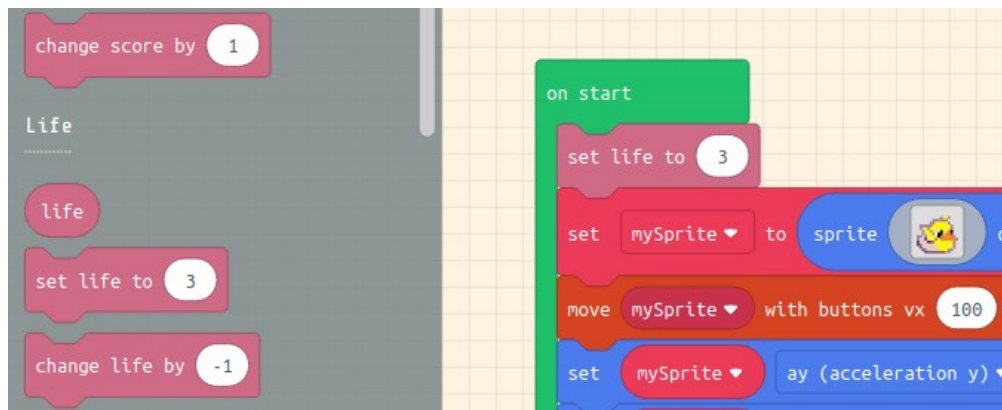 change score by 1
Life
life
set life to 3
change life by -1
on start
set life to 3
set mySprite to sprite
move mySprite with buttons vx 100
set mySprite ay (acceleration y)